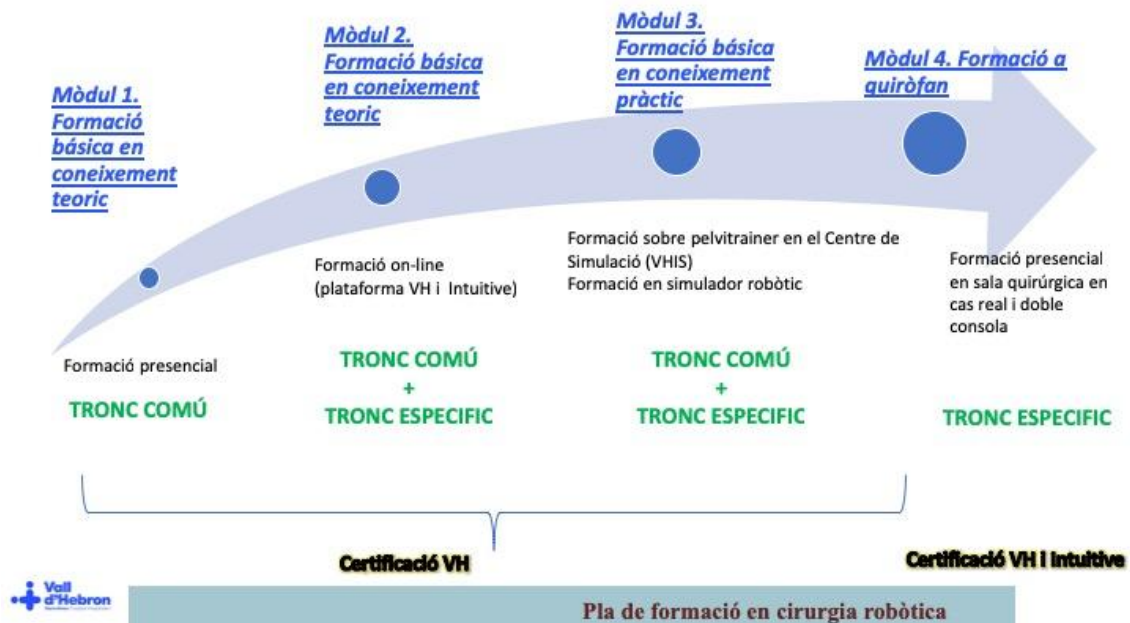 Mòdul 1.
Formació
básica en
coneixement
teoric
Mòdul 2.
Formació básica
en coneixement
teoric
Mòdul 3.
Formació básica
en coneixement
pràctic
Mòdul 4. Formació a
quiròfan
Formació presencial
TRONC COMÚ
Formació on-line
(plataforma VH i Intuitive)
TRONC COMÚ
+
TRONC ESPECIFIC
Formació sobre pelvitrainer en el Centre de
Simulació (VHIS)
Formació en simulador robòtic
TRONC COMÚ
+
TRONC ESPECIFIC
Formació presencial
en sala quirúrgica en
cas real i doble
consola
TRONC ESPECIFIC
Certificació VH
Certificació VH i Intuitive
Vall
d'Hebron
Pla de formació en cirurgia robòtica